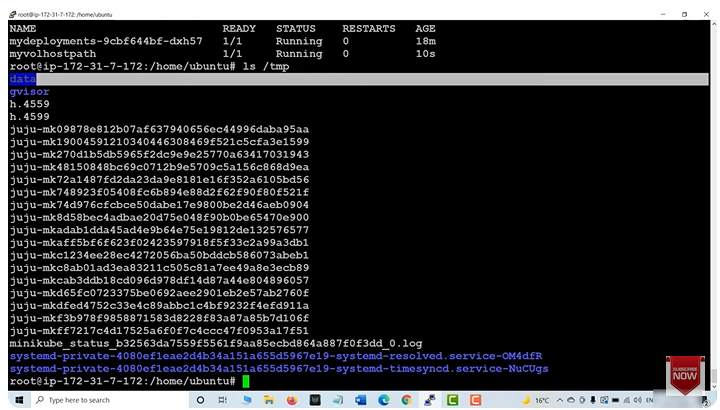 root@ip-172-31-7-172: /home/ubuntu
NAME READY STATUS RESTARTS AGE
mydeployments-9cbf644bf-dxh57 1/1 Running 0 18m
myvolhostpath 1/1 Running 0 10s
root@ip-172-31-7-172:/home/ubuntu# ls /tmp
data
gvisor
h.4559
h.4599
juju-mk09878e812b07af637940656ec44996daba95aa
juju-mk19004591210340446308469f521c5cfa3e1599
juju-mk270d1b5db5965f2dc9e9e25770a63417031943
juju-mk48150848bc69c0712b9e5709c5a156c868d9ea
juju-mk72a1487fd2da23da9e8181e16f352a6105bd56
juju-mk748923f05408fc6b894e88d2f62f90f80f521f
juju-mk74d976cfcbce50dabe17e9800be2d46aeb0904
juju-mk8d58bec4adbae20d75e048f90b0be65470e900
juju-mkadab1dda45ad4e9b64e75e19812de132576577
juju-mkaff5bf6f623f02423597918f5f33c2a99a3db1
juju-mkc1234ee28ec4272056ba50bddcb586073abeb1
juju-mkc8ab01ad3ea83211c505c81a7ee49a8e3ecb89
juju-mkcab3ddb18cd096d978df14d87a44e804896057
juju-mkd65fc0723375be0692aee2901eb2e57ab2760f
juju-mkdfed4752c33e4c89abbc1c4bf9232f4efd911a
juju-mkf3b978f9858871583d8228f83a87a85b7d106f
juju-mkff7217c4d17525a6f0f7c4ccc47f0953a17f51
minikube_status_b32563da7559f5561f9aa85ecbd864a887f0f3dd_0.log
systemd-private-4080ef1eae2d4b34a151a655d5967e19-systemd-resolved.service-OM4dfR
systemd-private-4080ef1eae2d4b34a151a655d5967e19-systemd-timesyncd.service-NuCUgs
root@ip-172-31-7-172:/home/ubuntu#
SUBSCRIBE
NOW
Type here to search
16°C
ENG